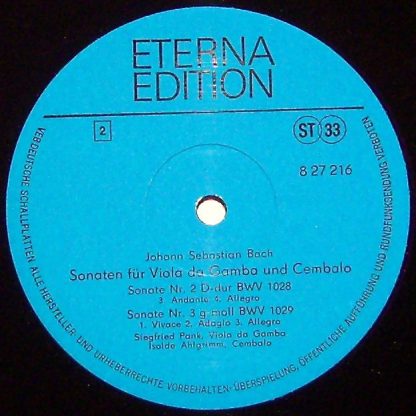 ETERNA
EDITION
2
ST 33
8 27 216
Johann Sebastian Bach
Sonaten für Viola da Gamba und Cembalo
Sonate Nr. 2 D-dur BWV 1028
3. Andante 4. Allegro
Sonate Nr. 3 g-moll BWV 1029
1. Vivace 2. Adagio 3. Allegro
Siegfried Pank, Viola da Gamba
Isolde Ahlgrimm, Cembalo
VEB DEUTSCHE SCHALLPLATTEN · ALLE HERSTELLER- UND URHEBERRECHTE VORBEHALTEN · ÜBERSPIELUNG, ÖFFENTLICHE AUFFÜHRUNG UND RUNDFUNKSENDUNG VERBOTEN